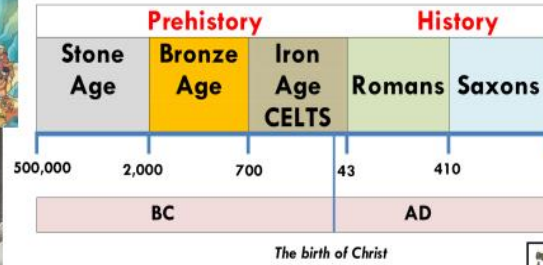 Prehistory History
Stone Age
Bronze Age
Iron Age CELTS
Romans
Saxons
500,000 2,000 700 43 410
BC AD
The birth of Christ